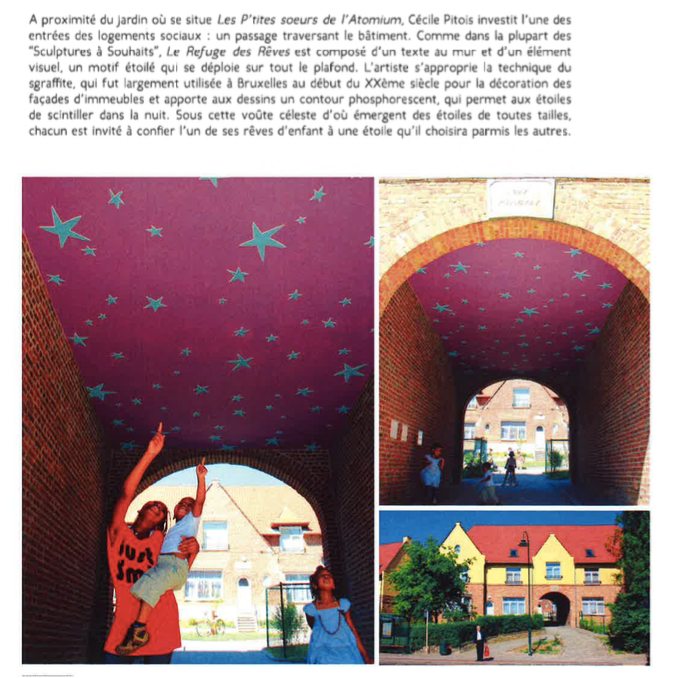 A proximité du jardin où se situe Les P'tites soeurs de l'Atomium, Cécile Pitois investit l'une des
entrées des logements sociaux : un passage traversant le bâtiment. Comme dans la plupart des
"Sculptures à Souhaits", Le Refuge des Rêves est composé d'un texte au mur et d'un élément
visuel, un motif étoilé qui se déploie sur tout le plafond. L'artiste s'approprie la technique du
sgraffite, qui fut largement utilisée à Bruxelles au début du XXème siècle pour la décoration des
façades d'immeubles et apporte aux dessins un contour phosphorescent, qui permet aux étoiles
de scintiller dans la nuit. Sous cette voûte céleste d'où émergent des étoiles de toutes tailles,
chacun est invité à confier l'un de ses rêves d'enfant à une étoile qu'il choisira parmis les autres.
JUST